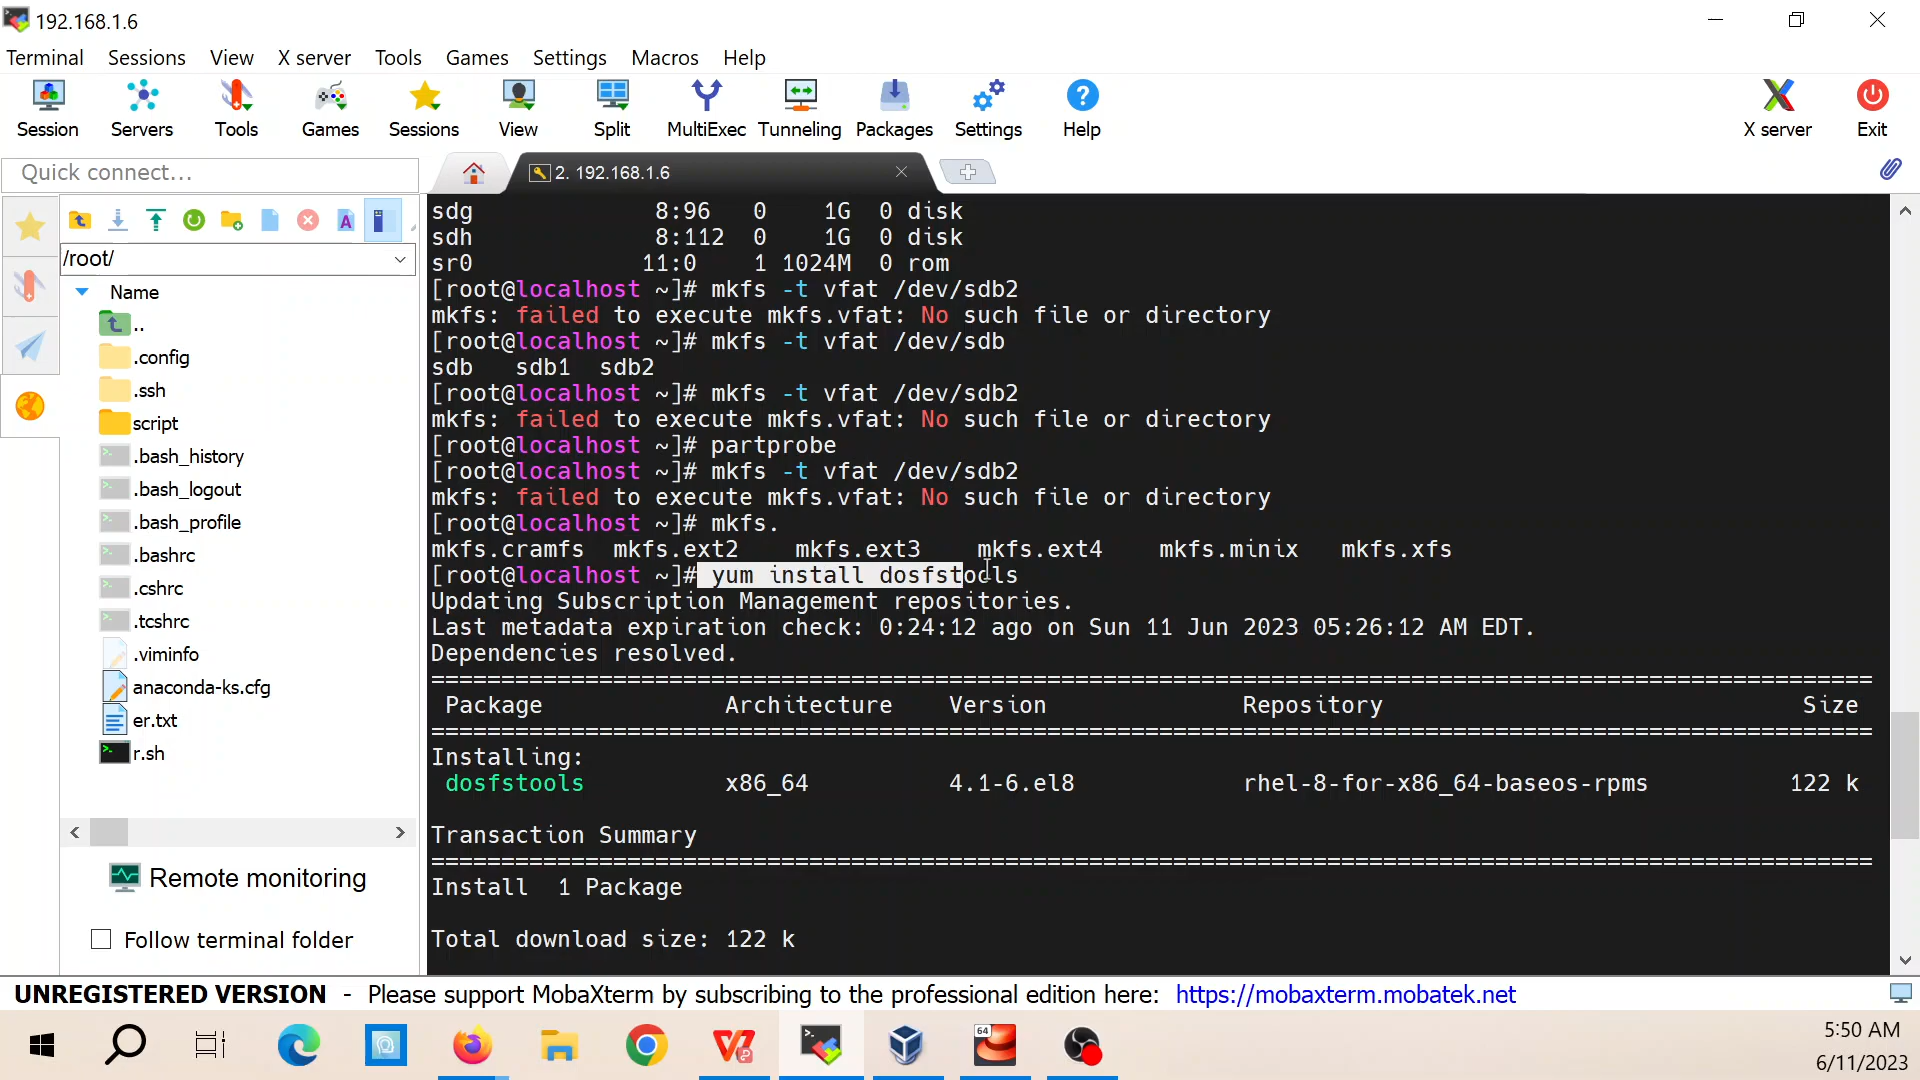 192.168.1.6
Terminal Sessions View X server Tools Games Settings Macros Help
Session Servers Tools Games Sessions View Split MultiExec Tunneling Packages Settings Help X server Exit
Quick connect...
2. 192.168.1.6
/root/
Name
..
.config
.ssh
script
.bash_history
.bash_logout
.bash_profile
.bashrc
.cshrc
.tcshrc
.viminfo
anaconda-ks.cfg
er.txt
r.sh
Remote monitoring
Follow terminal folder
sdg 8:96 0 1G 0 disk
sdh 8:112 0 1G 0 disk
sr0 11:0 1 1024M 0 rom
[root@localhost ~]# mkfs -t vfat /dev/sdb2
mkfs: failed to execute mkfs.vfat: No such file or directory
[root@localhost ~]# mkfs -t vfat /dev/sdb
sdb sdb1 sdb2
[root@localhost ~]# mkfs -t vfat /dev/sdb2
mkfs: failed to execute mkfs.vfat: No such file or directory
[root@localhost ~]# partprobe
[root@localhost ~]# mkfs -t vfat /dev/sdb2
mkfs: failed to execute mkfs.vfat: No such file or directory
[root@localhost ~]# mkfs.
mkfs.cramfs mkfs.ext2 mkfs.ext3 mkfs.ext4 mkfs.minix mkfs.xfs
[root@localhost ~]# yum install dosfstools
Updating Subscription Management repositories.
Last metadata expiration check: 0:24:12 ago on Sun 11 Jun 2023 05:26:12 AM EDT.
Dependencies resolved.
================================================================================
Package Architecture Version Repository Size
================================================================================
Installing:
dosfstools x86_64 4.1-6.el8 rhel-8-for-x86_64-baseos-rpms 122 k
Transaction Summary
================================================================================
Install 1 Package
Total download size: 122 k
UNREGISTERED VERSION - Please support MobaXterm by subscribing to the professional edition here: https://mobaxterm.mobatek.net
64
5:50 AM
6/11/2023